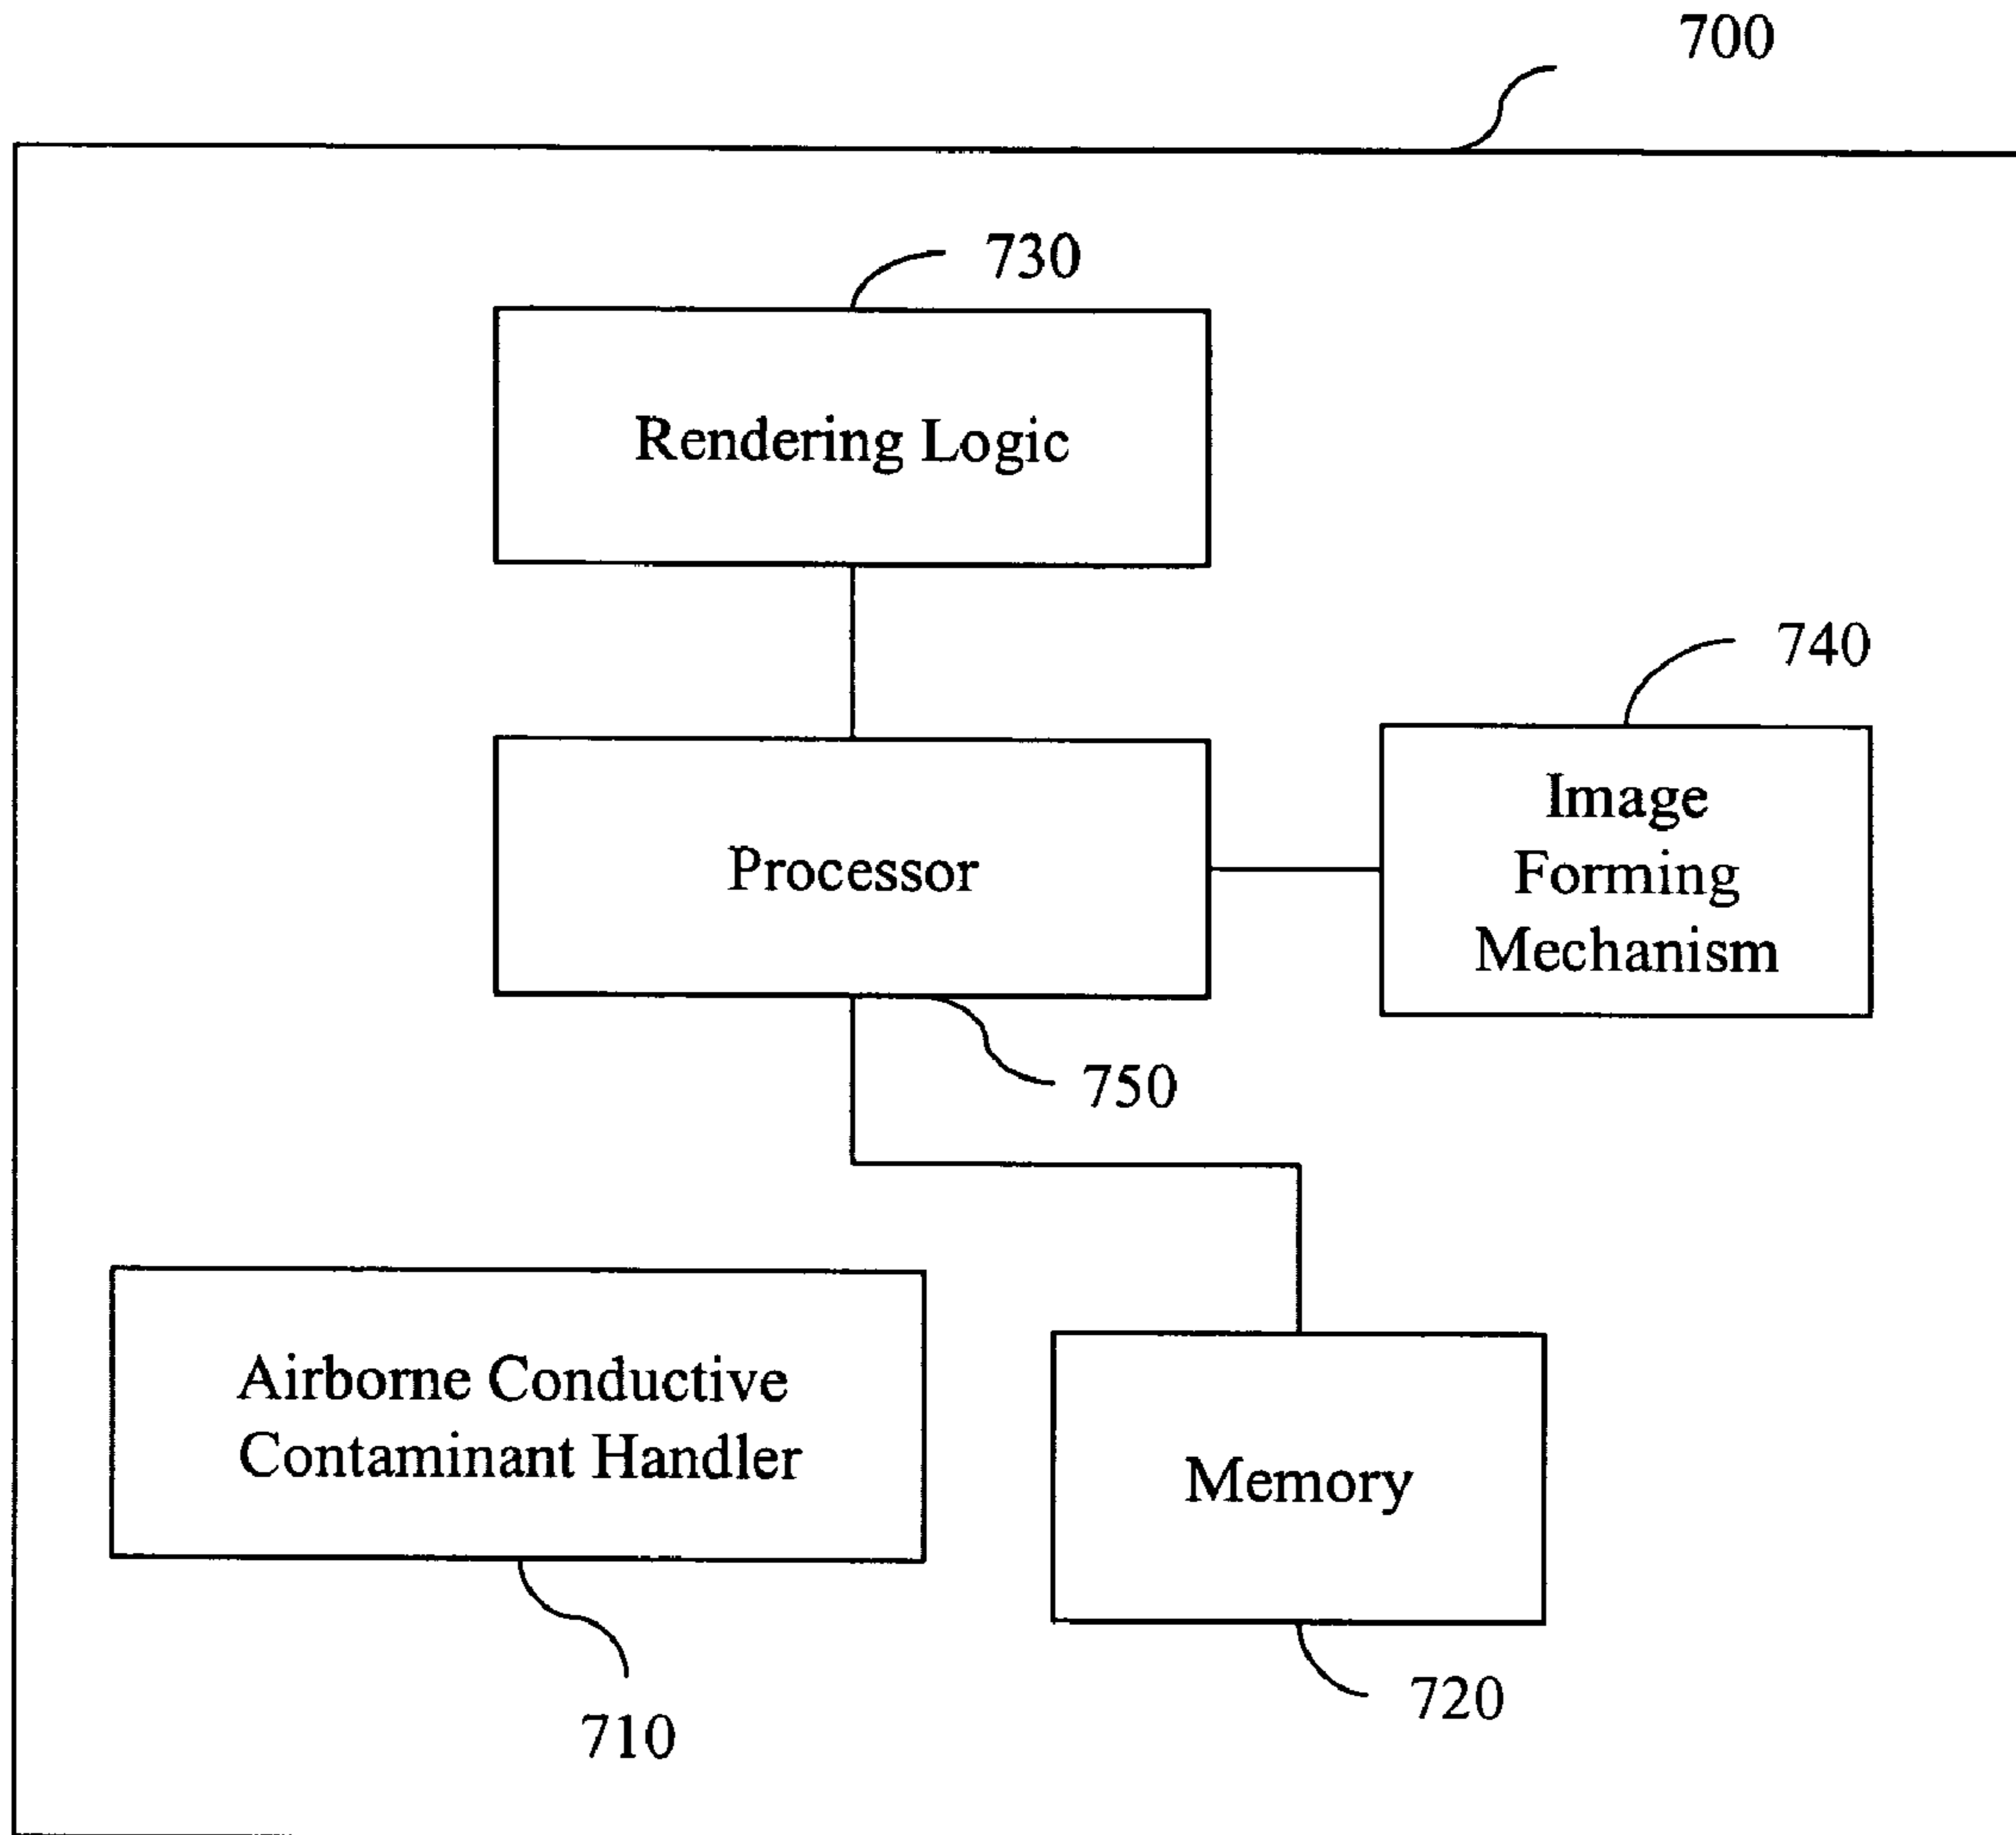 700
730
Rendering Logic
740
Image
Forming
Mechanism
Processor
750
Airborne Conductive
Contaminant Handler
Memory
720
710